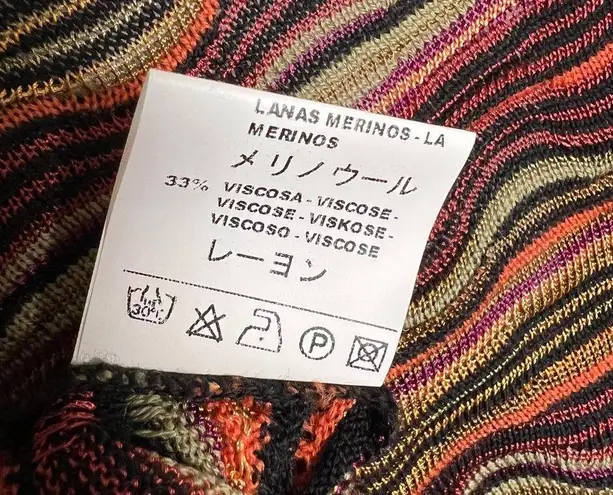 LANAS MERINOS - LA
MERINOS
メリノウール
33% VISCOSA - VISCOSE -
VISCOSE - VISKOSE -
VISCOSO - VISCOSE
レーヨン
30°C P